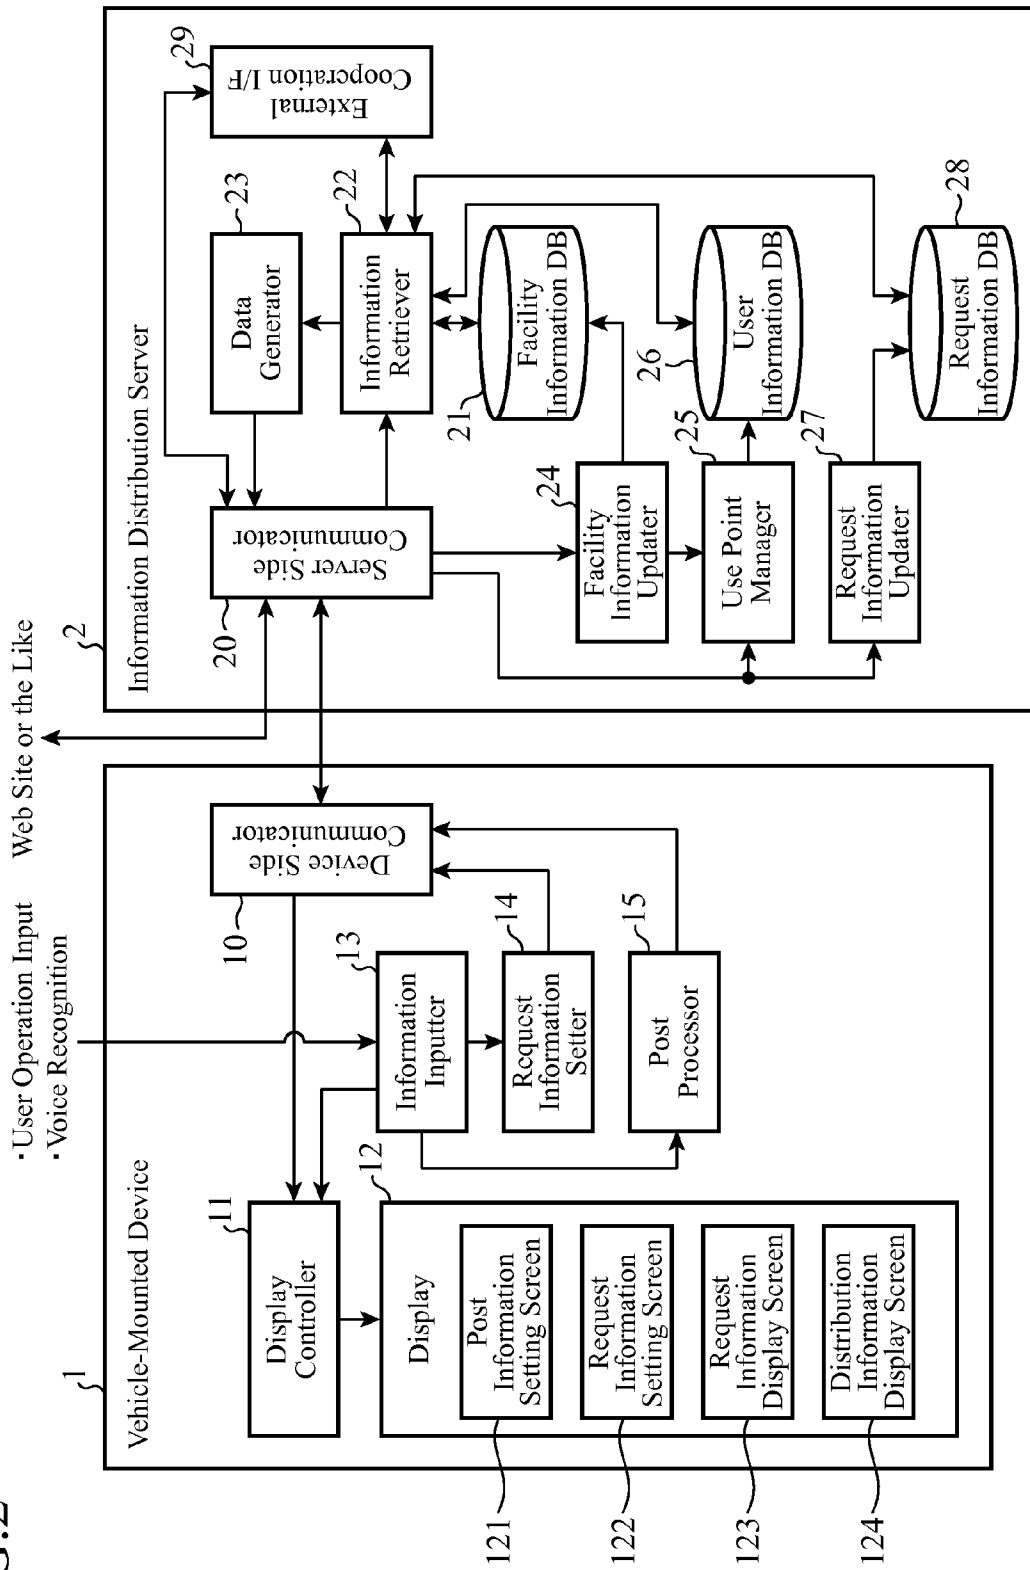 g.2
· User Operation Input
· Voice Recognition
Web Site or the Like
1
Vehicle-Mounted Device
11
Display
Controller
12
Display
Post
Information
Setting Screen
121
Request
Information
Setting Screen
122
Request
Information
Display Screen
123
Distribution
Information
Display Screen
124
10
Device Side
Communicator
13
Information
Inputter
14
Request
Information
Setter
15
Post
Processor
2
Information Distribution Server
20
Server Side
Communicator
23
Data
Generator
29
External
Cooperation I/F
22
Information
Retriever
21
Facility
Information DB
24
Facility
Information
Updater
25
Use Point
Manager
26
User
Information DB
27
Request
Information
Updater
28
Request
Information DB